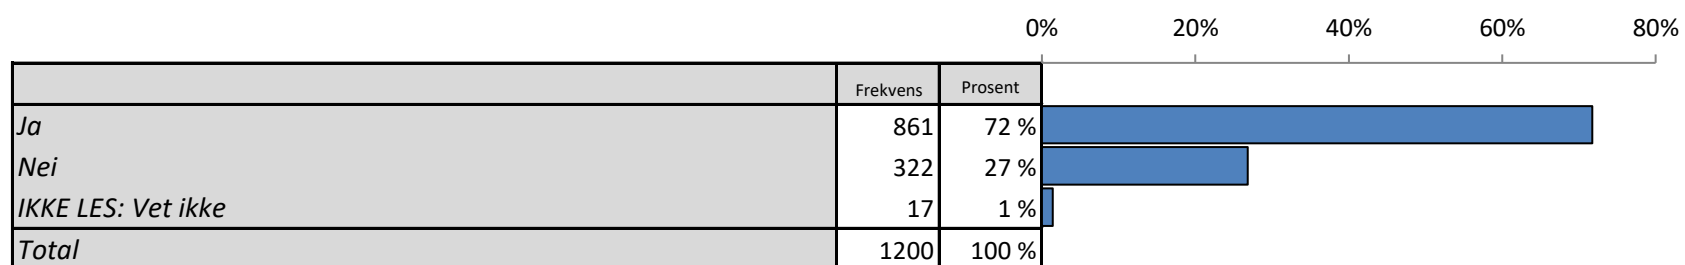 0% 20% 40% 60% 80%
Frekvens Prosent
Ja 861 72 %
Nei 322 27 %
IKKE LES: Vet ikke 17 1 %
Total 1200 100 %